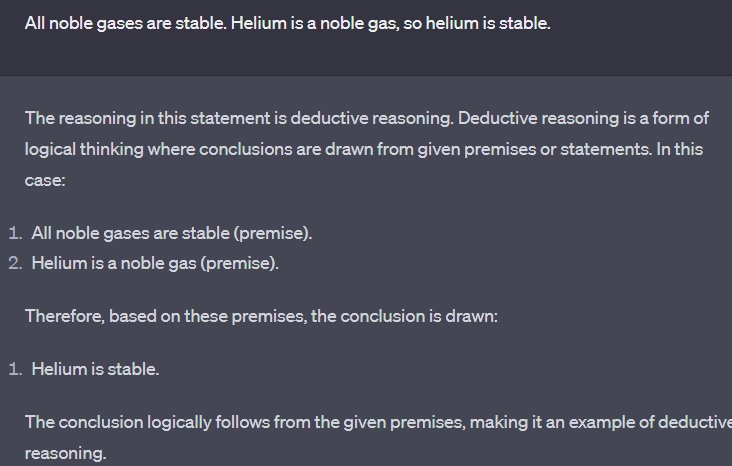 All noble gases are stable. Helium is a noble gas, so helium is stable.
The reasoning in this statement is deductive reasoning. Deductive reasoning is a form of
logical thinking where conclusions are drawn from given premises or statements. In this
case:
1. All noble gases are stable (premise).
2. Helium is a noble gas (premise).
Therefore, based on these premises, the conclusion is drawn:
1. Helium is stable.
The conclusion logically follows from the given premises, making it an example of deductive
reasoning.